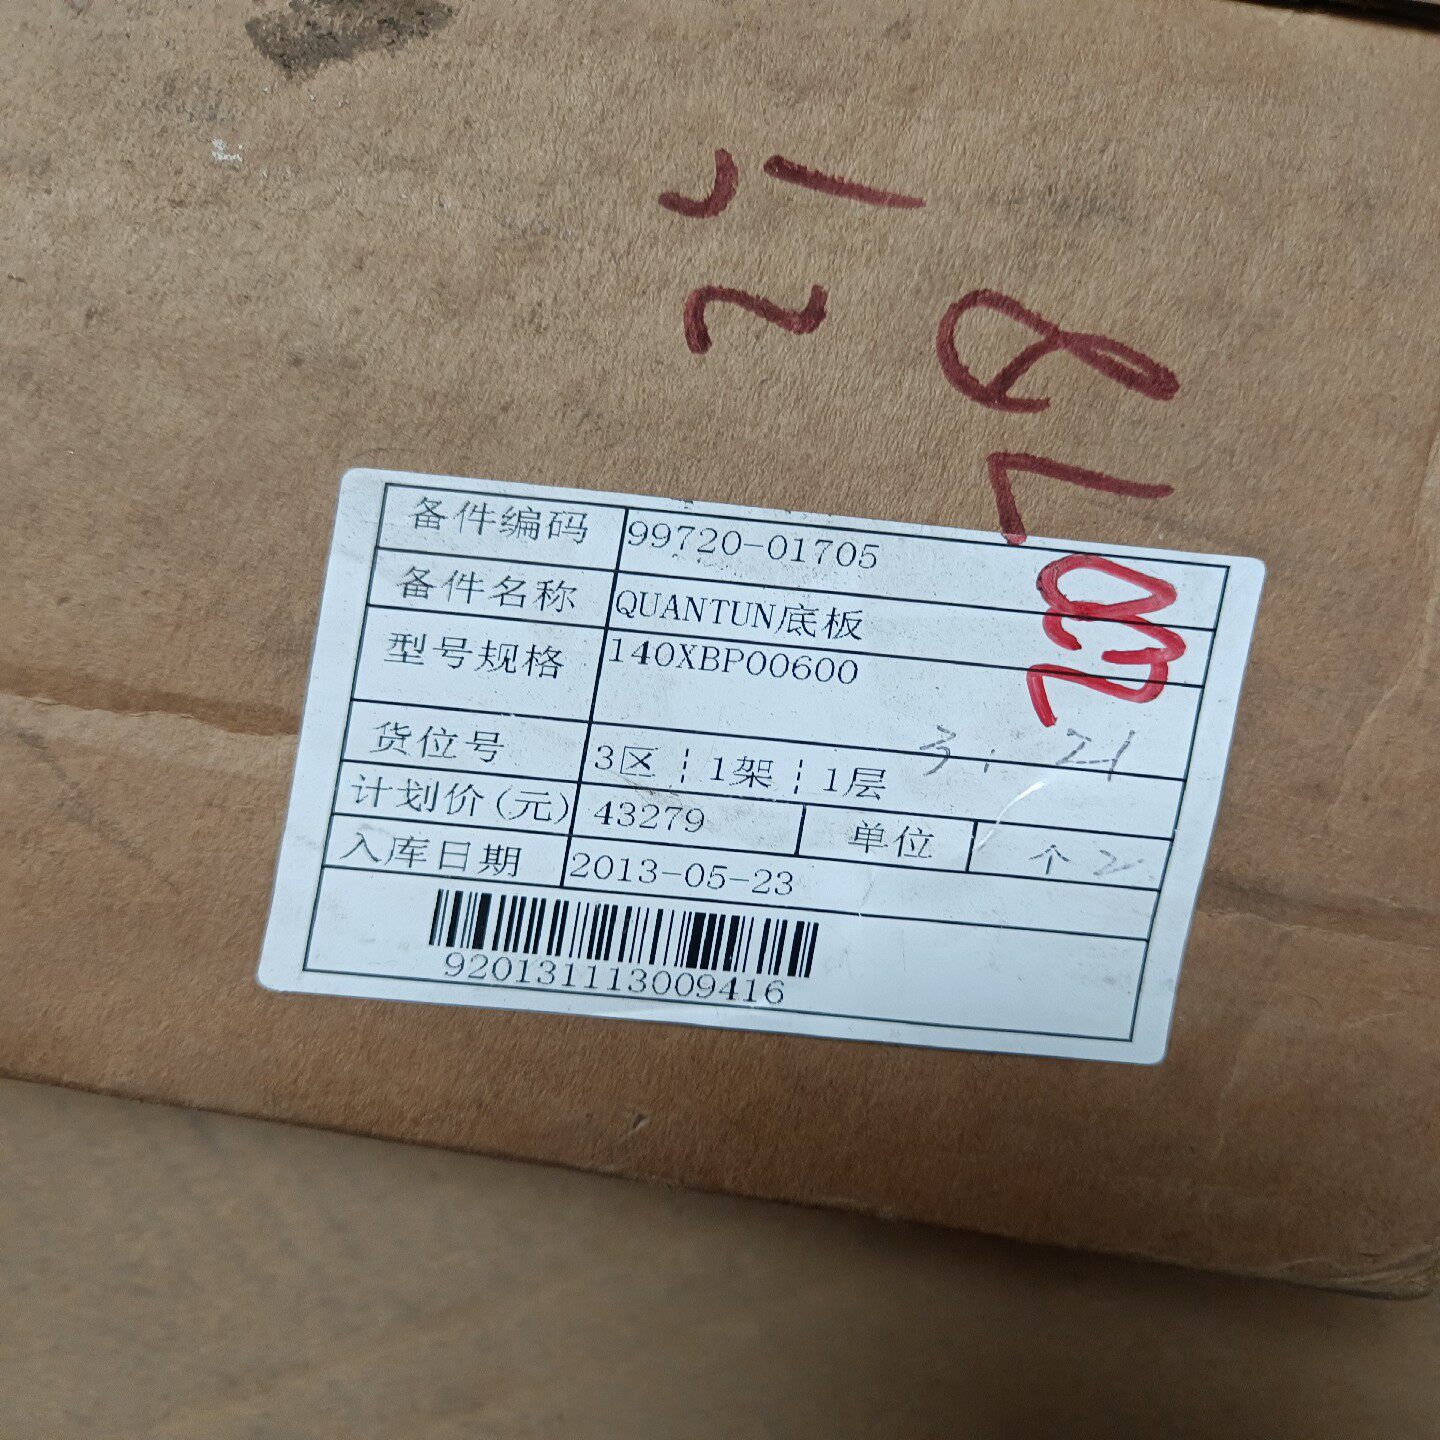 备件编码 99720-01705
备件名称 QUANTUN底板
型号规格 140XBP00600
货位号 3区 1架 1层
计划价(元) 43279 单位 个 2
入库日期 2013-05-23
920131113009416